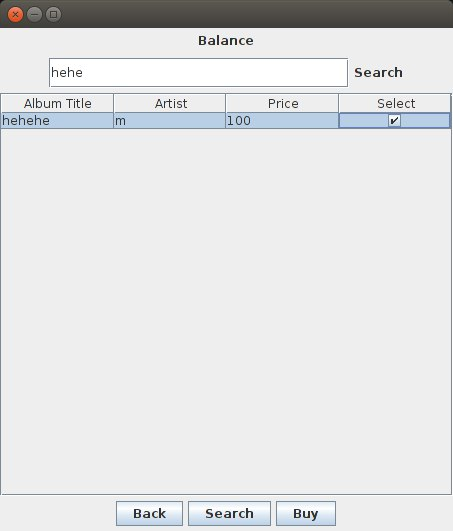 Balance
hehe Search
Album Title Artist Price Select
hehehe m 100
Back Search Buy